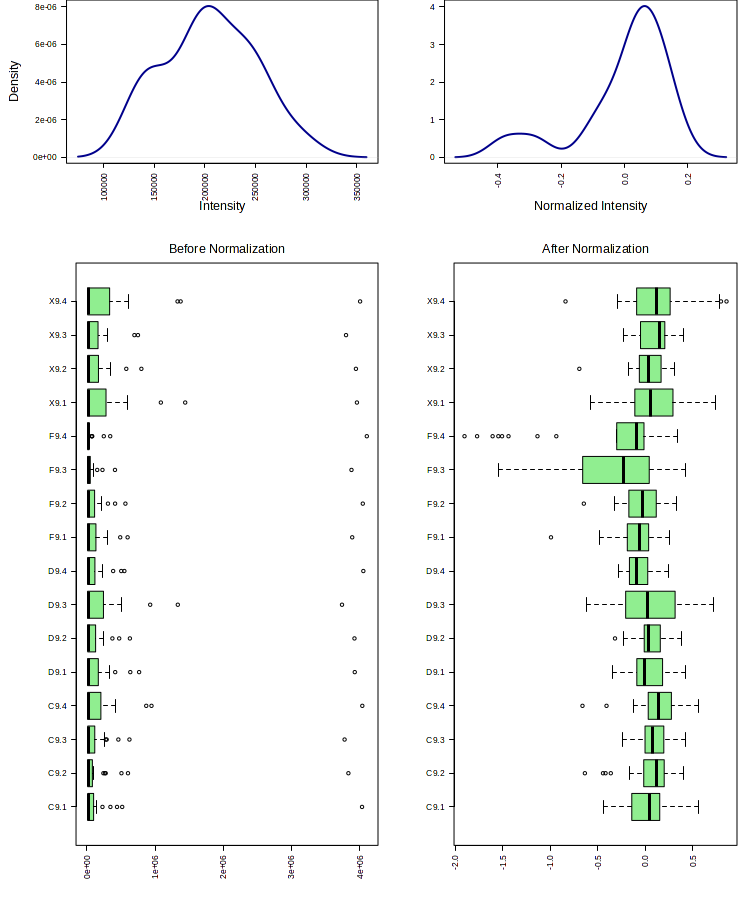 8e-06
6e-06
4e-06
2e-06
0e+00
Density
100000
150000
200000
250000
300000
350000
Intensity
4
3
2
1
0
-0.4
-0.2
0.0
0.2
Normalized Intensity
Before Normalization
X9.4
X9.3
X9.2
X9.1
F9.4
F9.3
F9.2
F9.1
D9.4
D9.3
D9.2
D9.1
C9.4
C9.3
C9.2
C9.1
0e+00
1e+06
2e+06
3e+06
4e+06
After Normalization
X9.4
X9.3
X9.2
X9.1
F9.4
F9.3
F9.2
F9.1
D9.4
D9.3
D9.2
D9.1
C9.4
C9.3
C9.2
C9.1
-2.0
-1.5
-1.0
-0.5
0.0
0.5